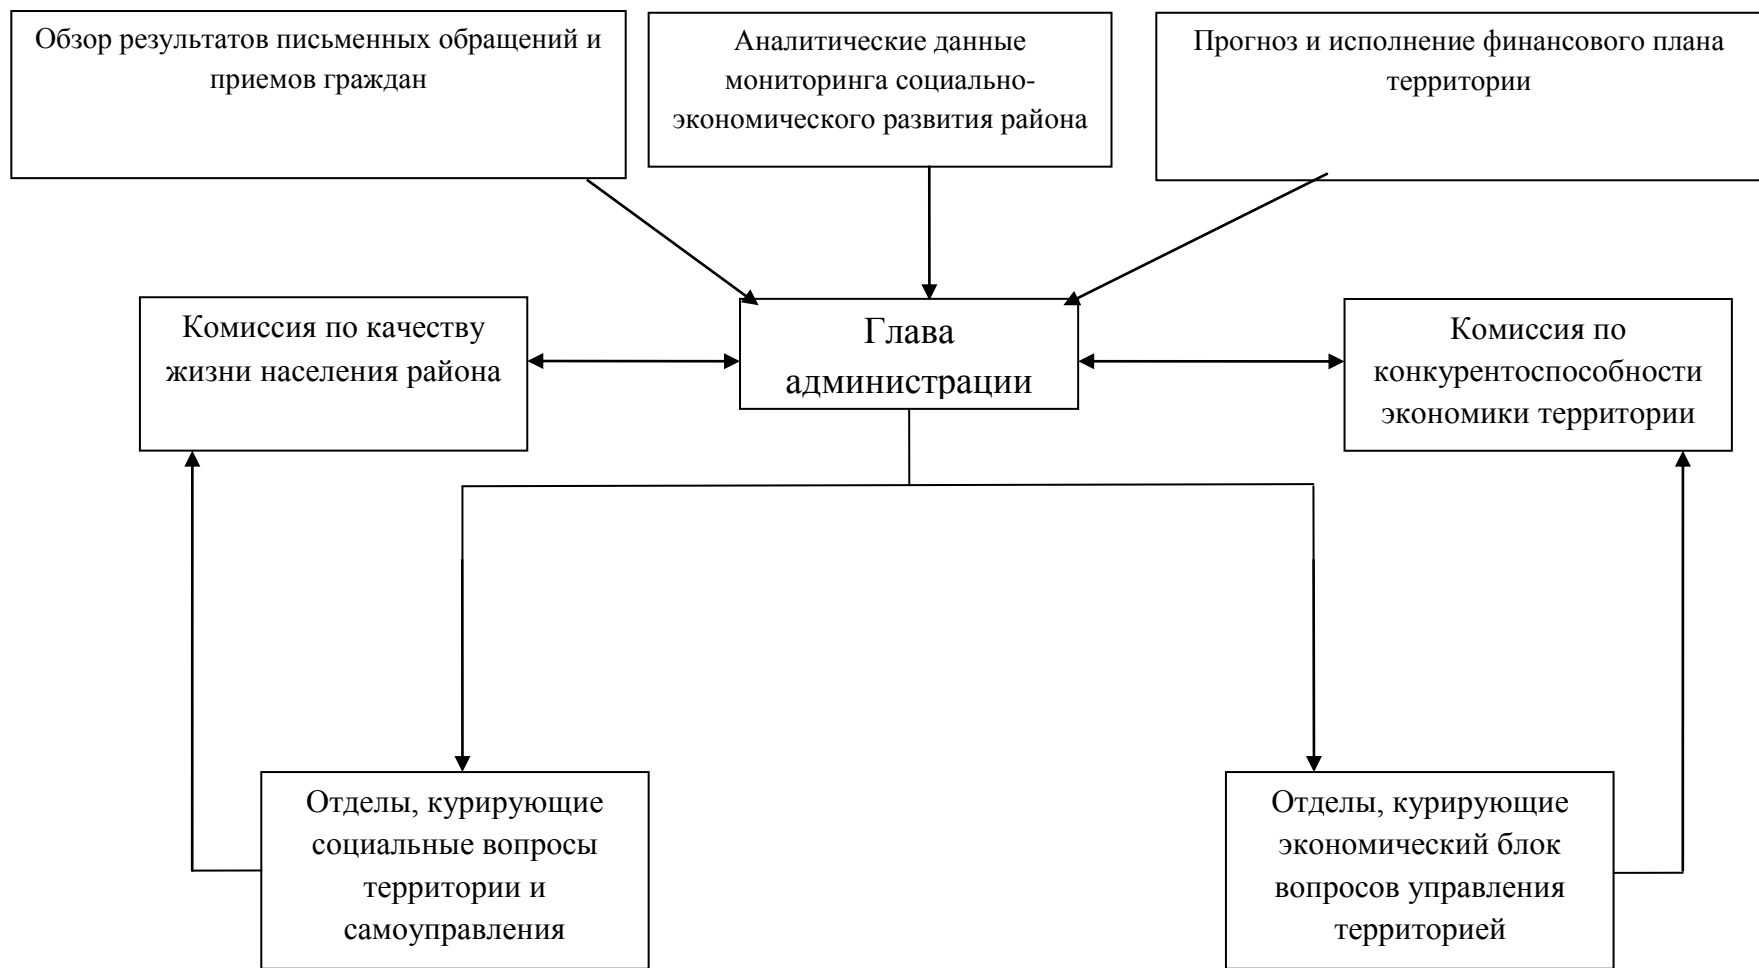 Обзор результатов письменных обращений и
приемов граждан
Аналитические данные
мониторинга социально-
экономического развития района
Прогноз и исполнение финансового плана
территории
Комиссия по качеству
жизни населения района
Глава
администрации
Комиссия по
конкурентоспособности
экономики территории
Отделы, курирующие
социальные вопросы
территории и
самоуправления
Отделы, курирующие
экономический блок
вопросов управления
территорией